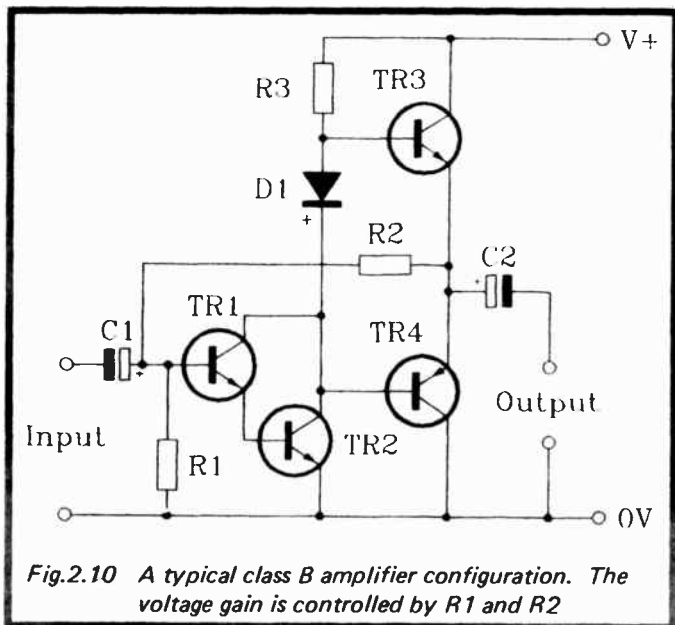 V+
R3
TR3
D1
+
R2
C2
+
TR1
C1
+
TR4
Output
Input
TR2
R1
0V
Fig.2.10 A typical class B amplifier configuration. The
voltage gain is controlled by R1 and R2